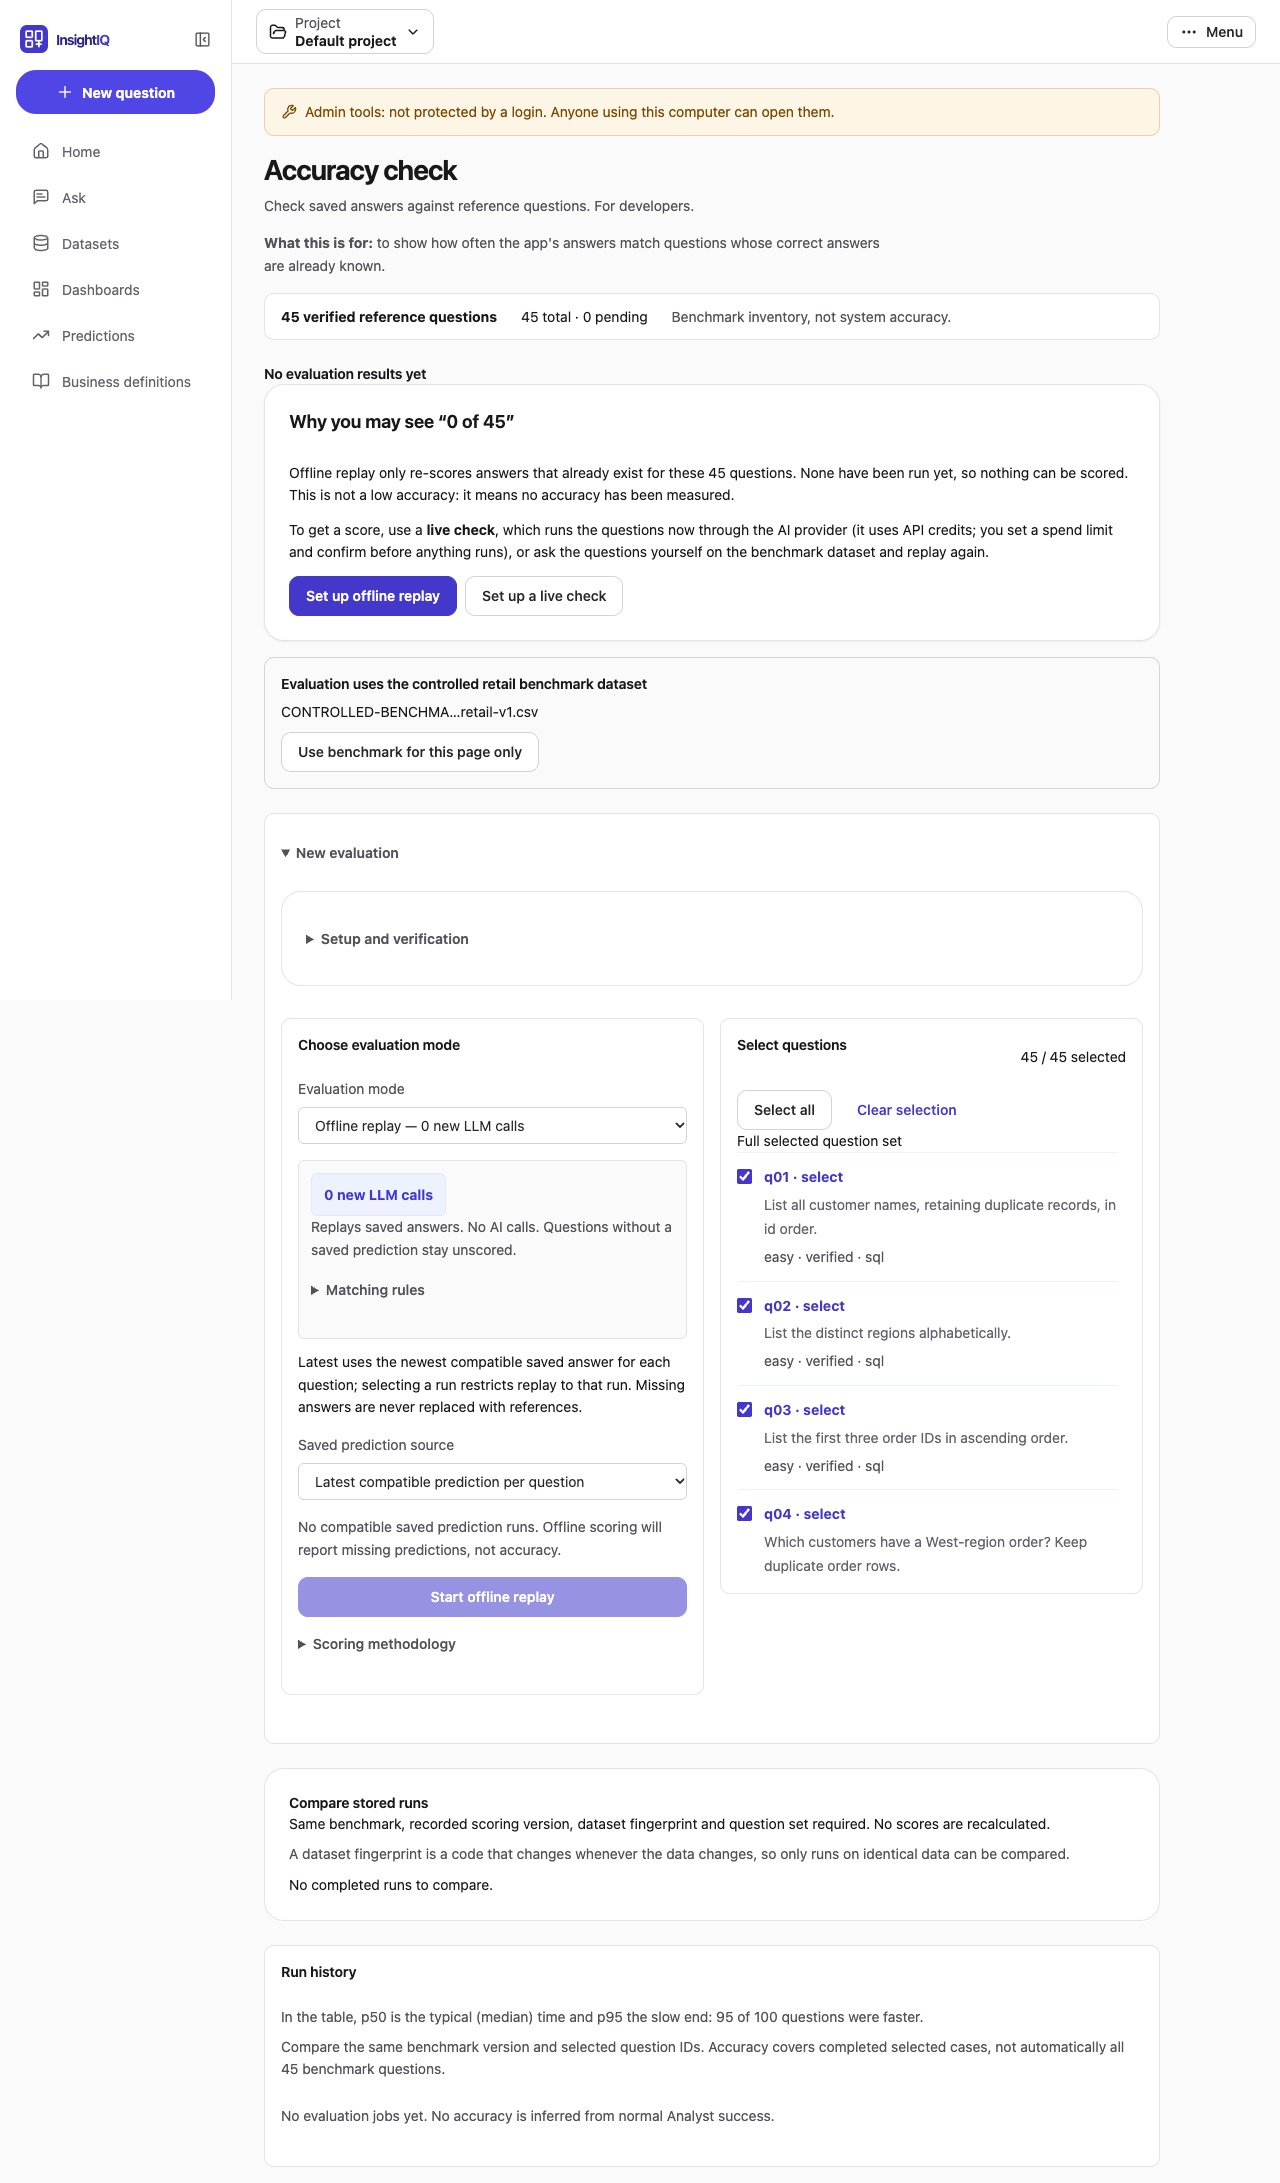 InsightIQ
Project
Default project
Menu
New question
Home
Ask
Datasets
Dashboards
Predictions
Business definitions
Admin tools: not protected by a login. Anyone using this computer can open them.
Accuracy check
Check saved answers against reference questions. For developers.
What this is for: to show how often the app's answers match questions whose correct answers
are already known.
45 verified reference questions 45 total · 0 pending Benchmark inventory, not system accuracy.
No evaluation results yet
Why you may see “0 of 45”
Offline replay only re-scores answers that already exist for these 45 questions. None have been run yet, so nothing can be scored.
This is not a low accuracy: it means no accuracy has been measured.
To get a score, use a live check, which runs the questions now through the AI provider (it uses API credits; you set a spend limit
and confirm before anything runs), or ask the questions yourself on the benchmark dataset and replay again.
Set up offline replay Set up a live check
Evaluation uses the controlled retail benchmark dataset
CONTROLLED-BENCHMA...retail-v1.csv
Use benchmark for this page only
New evaluation
Setup and verification
Choose evaluation mode
Evaluation mode
Offline replay — 0 new LLM calls
0 new LLM calls
Replays saved answers. No AI calls. Questions without a
saved prediction stay unscored.
Matching rules
Latest uses the newest compatible saved answer for each
question; selecting a run restricts replay to that run. Missing
answers are never replaced with references.
Saved prediction source
Latest compatible prediction per question
No compatible saved prediction runs. Offline scoring will
report missing predictions, not accuracy.
Start offline replay
Scoring methodology
Select questions
45 / 45 selected
Select all Clear selection
Full selected question set
q01 · select
List all customer names, retaining duplicate records, in
id order.
easy · verified · sql
q02 · select
List the distinct regions alphabetically.
easy · verified · sql
q03 · select
List the first three order IDs in ascending order.
easy · verified · sql
q04 · select
Which customers have a West-region order? Keep
duplicate order rows.
Compare stored runs
Same benchmark, recorded scoring version, dataset fingerprint and question set required. No scores are recalculated.
A dataset fingerprint is a code that changes whenever the data changes, so only runs on identical data can be compared.
No completed runs to compare.
Run history
In the table, p50 is the typical (median) time and p95 the slow end: 95 of 100 questions were faster.
Compare the same benchmark version and selected question IDs. Accuracy covers completed selected cases, not automatically all
45 benchmark questions.
No evaluation jobs yet. No accuracy is inferred from normal Analyst success.